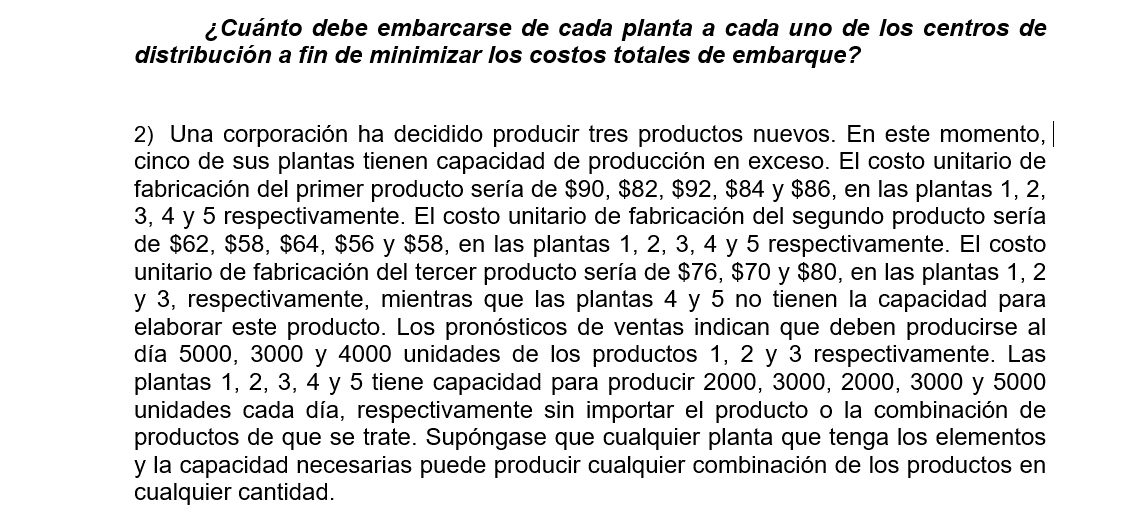 ¿Cuánto debe embarcarse de cada planta a cada uno de los centros de
distribución a fin de minimizar los costos totales de embarque?
2) Una corporación ha decidido producir tres productos nuevos. En este momento,
cinco de sus plantas tienen capacidad de producción en exceso. El costo unitario de
fabricación del primer producto sería de $90, $82, $92, $84 y $86, en las plantas 1, 2,
3, 4 y 5 respectivamente. El costo unitario de fabricación del segundo producto sería
de $62, $58, $64, $56 y $58, en las plantas 1, 2, 3, 4 y 5 respectivamente. El costo
unitario de fabricación del tercer producto sería de $76, $70 y $80, en las plantas 1, 2
y 3, respectivamente, mientras que las plantas 4 y 5 no tienen la capacidad para
elaborar este producto. Los pronósticos de ventas indican que deben producirse al
día 5000, 3000 y 4000 unidades de los productos 1, 2 y 3 respectivamente. Las
plantas 1, 2, 3, 4 y 5 tiene capacidad para producir 2000, 3000, 2000, 3000 y 5000
unidades cada día, respectivamente sin importar el producto o la combinación de
productos de que se trate. Supóngase que cualquier planta que tenga los elementos
y la capacidad necesarias puede producir cualquier combinación de los productos en
cualquier cantidad.